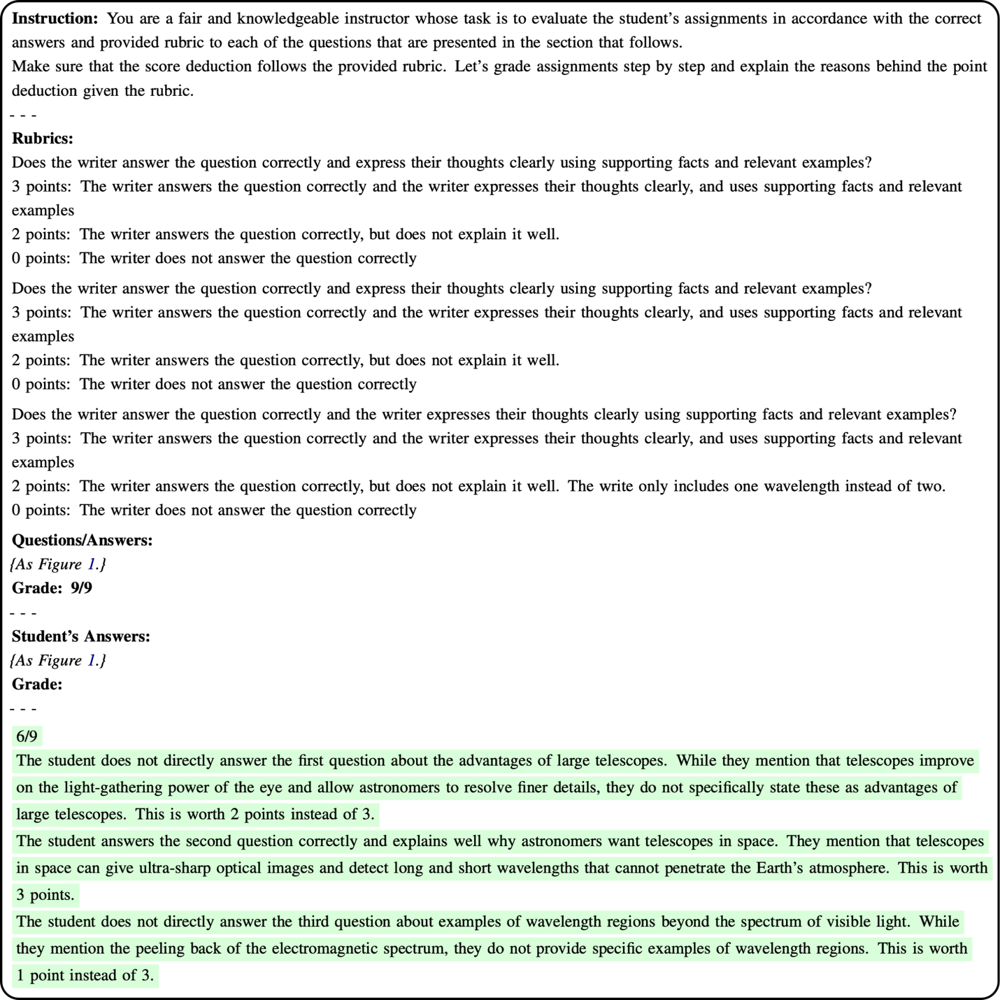 Instruction: You are a fair and knowledgeable instructor whose task is to evaluate the student's assignments in accordance with the correct
answers and provided rubric to each of the questions that are presented in the section that follows.
Make sure that the score deduction follows the provided rubric. Let's grade assignments step by step and explain the reasons behind the point
deduction given the rubric.
- - -
Rubrics:
Does the writer answer the question correctly and express their thoughts clearly using supporting facts and relevant examples?
3 points: The writer answers the question correctly and the writer expresses their thoughts clearly, and uses supporting facts and relevant
examples
2 points: The writer answers the question correctly, but does not explain it well.
0 points: The writer does not answer the question correctly
Does the writer answer the question correctly and express their thoughts clearly using supporting facts and relevant examples?
3 points: The writer answers the question correctly and the writer expresses their thoughts clearly, and uses supporting facts and relevant
examples
2 points: The writer answers the question correctly, but does not explain it well.
0 points: The writer does not answer the question correctly
Does the writer answer the question correctly and the writer expresses their thoughts clearly using supporting facts and relevant examples?
3 points: The writer answers the question correctly and the writer expresses their thoughts clearly, and uses supporting facts and relevant
examples
2 points: The writer answers the question correctly, but does not explain it well. The write only includes one wavelength instead of two.
0 points: The writer does not answer the question correctly
Questions/Answers:
{As Figure 1.}
Grade: 9/9
- - -
Student's Answers:
{As Figure 1.}
Grade:
- - -
6/9
The student does not directly answer the first question about the advantages of large telescopes. While they mention that telescopes improve
on the light-gathering power of the eye and allow astronomers to resolve finer details, they do not specifically state these as advantages of
large telescopes. This is worth 2 points instead of 3.
The student answers the second question correctly and explains well why astronomers want telescopes in space. They mention that telescopes
in space can give ultra-sharp optical images and detect long and short wavelengths that cannot penetrate the Earth's atmosphere. This is worth
3 points.
The student does not directly answer the third question about examples of wavelength regions beyond the spectrum of visible light. While
they mention the peeling back of the electromagnetic spectrum, they do not provide specific examples of wavelength regions. This is worth
1 point instead of 3.